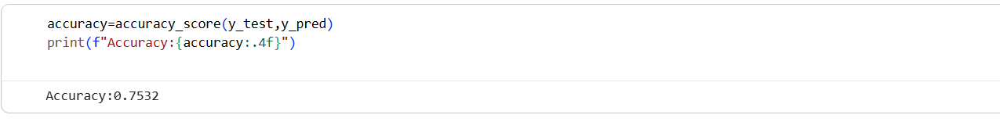 accuracy=accuracy_score(y_test,y_pred)
print(f"Accuracy:{accuracy:.4f}")
Accuracy:0.7532